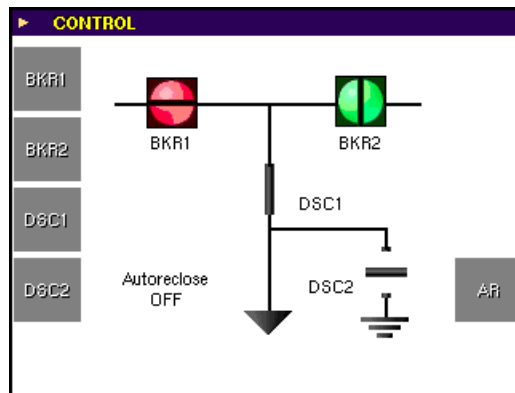 CONTROL
BKR1
BKR2
DSC1
DSC2
BKR1
BKR2
DSC1
DSC2
Autoreclose
OFF
AR